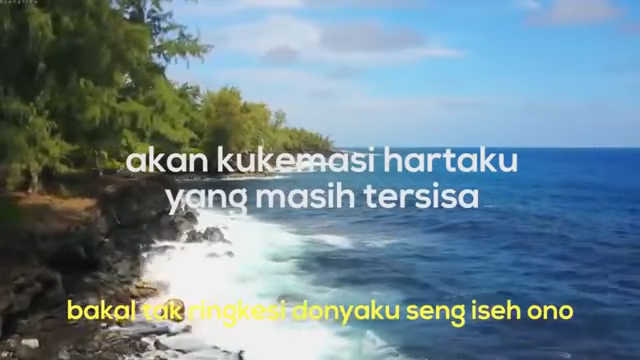 akan kukemasi hartaku
yang masih tersisa
bakal tak ringkesi donyaku seng iseh ono